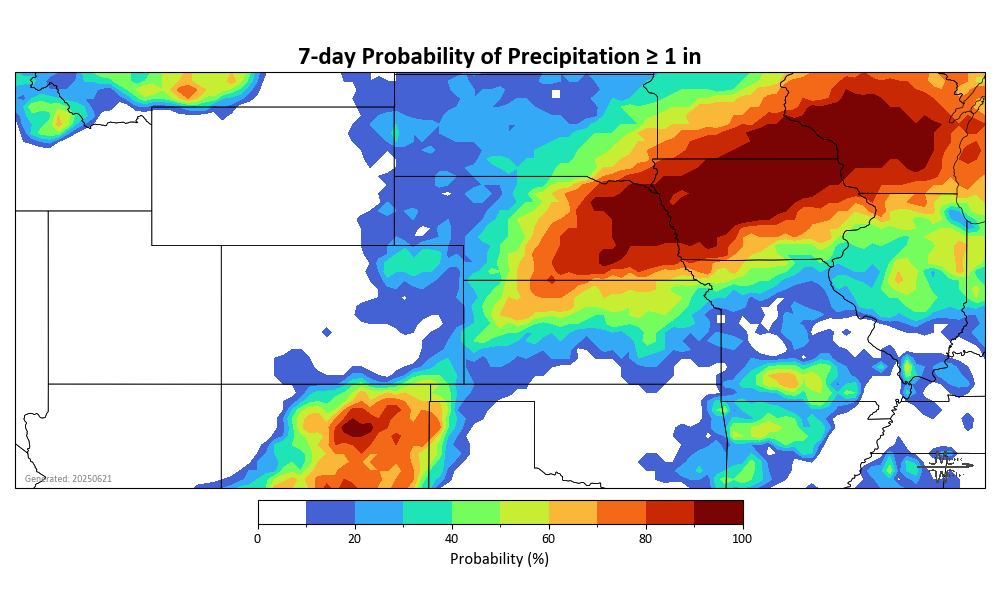 7-day Probability of Precipitation ≥ 1 in
Generated: 20250621
0 20 40 60 80 100
Probability (%)